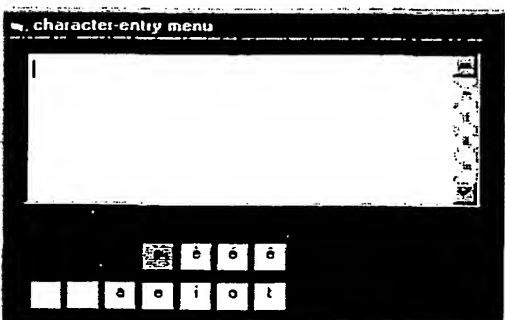 character-entry menu
è é ê
a e i o t